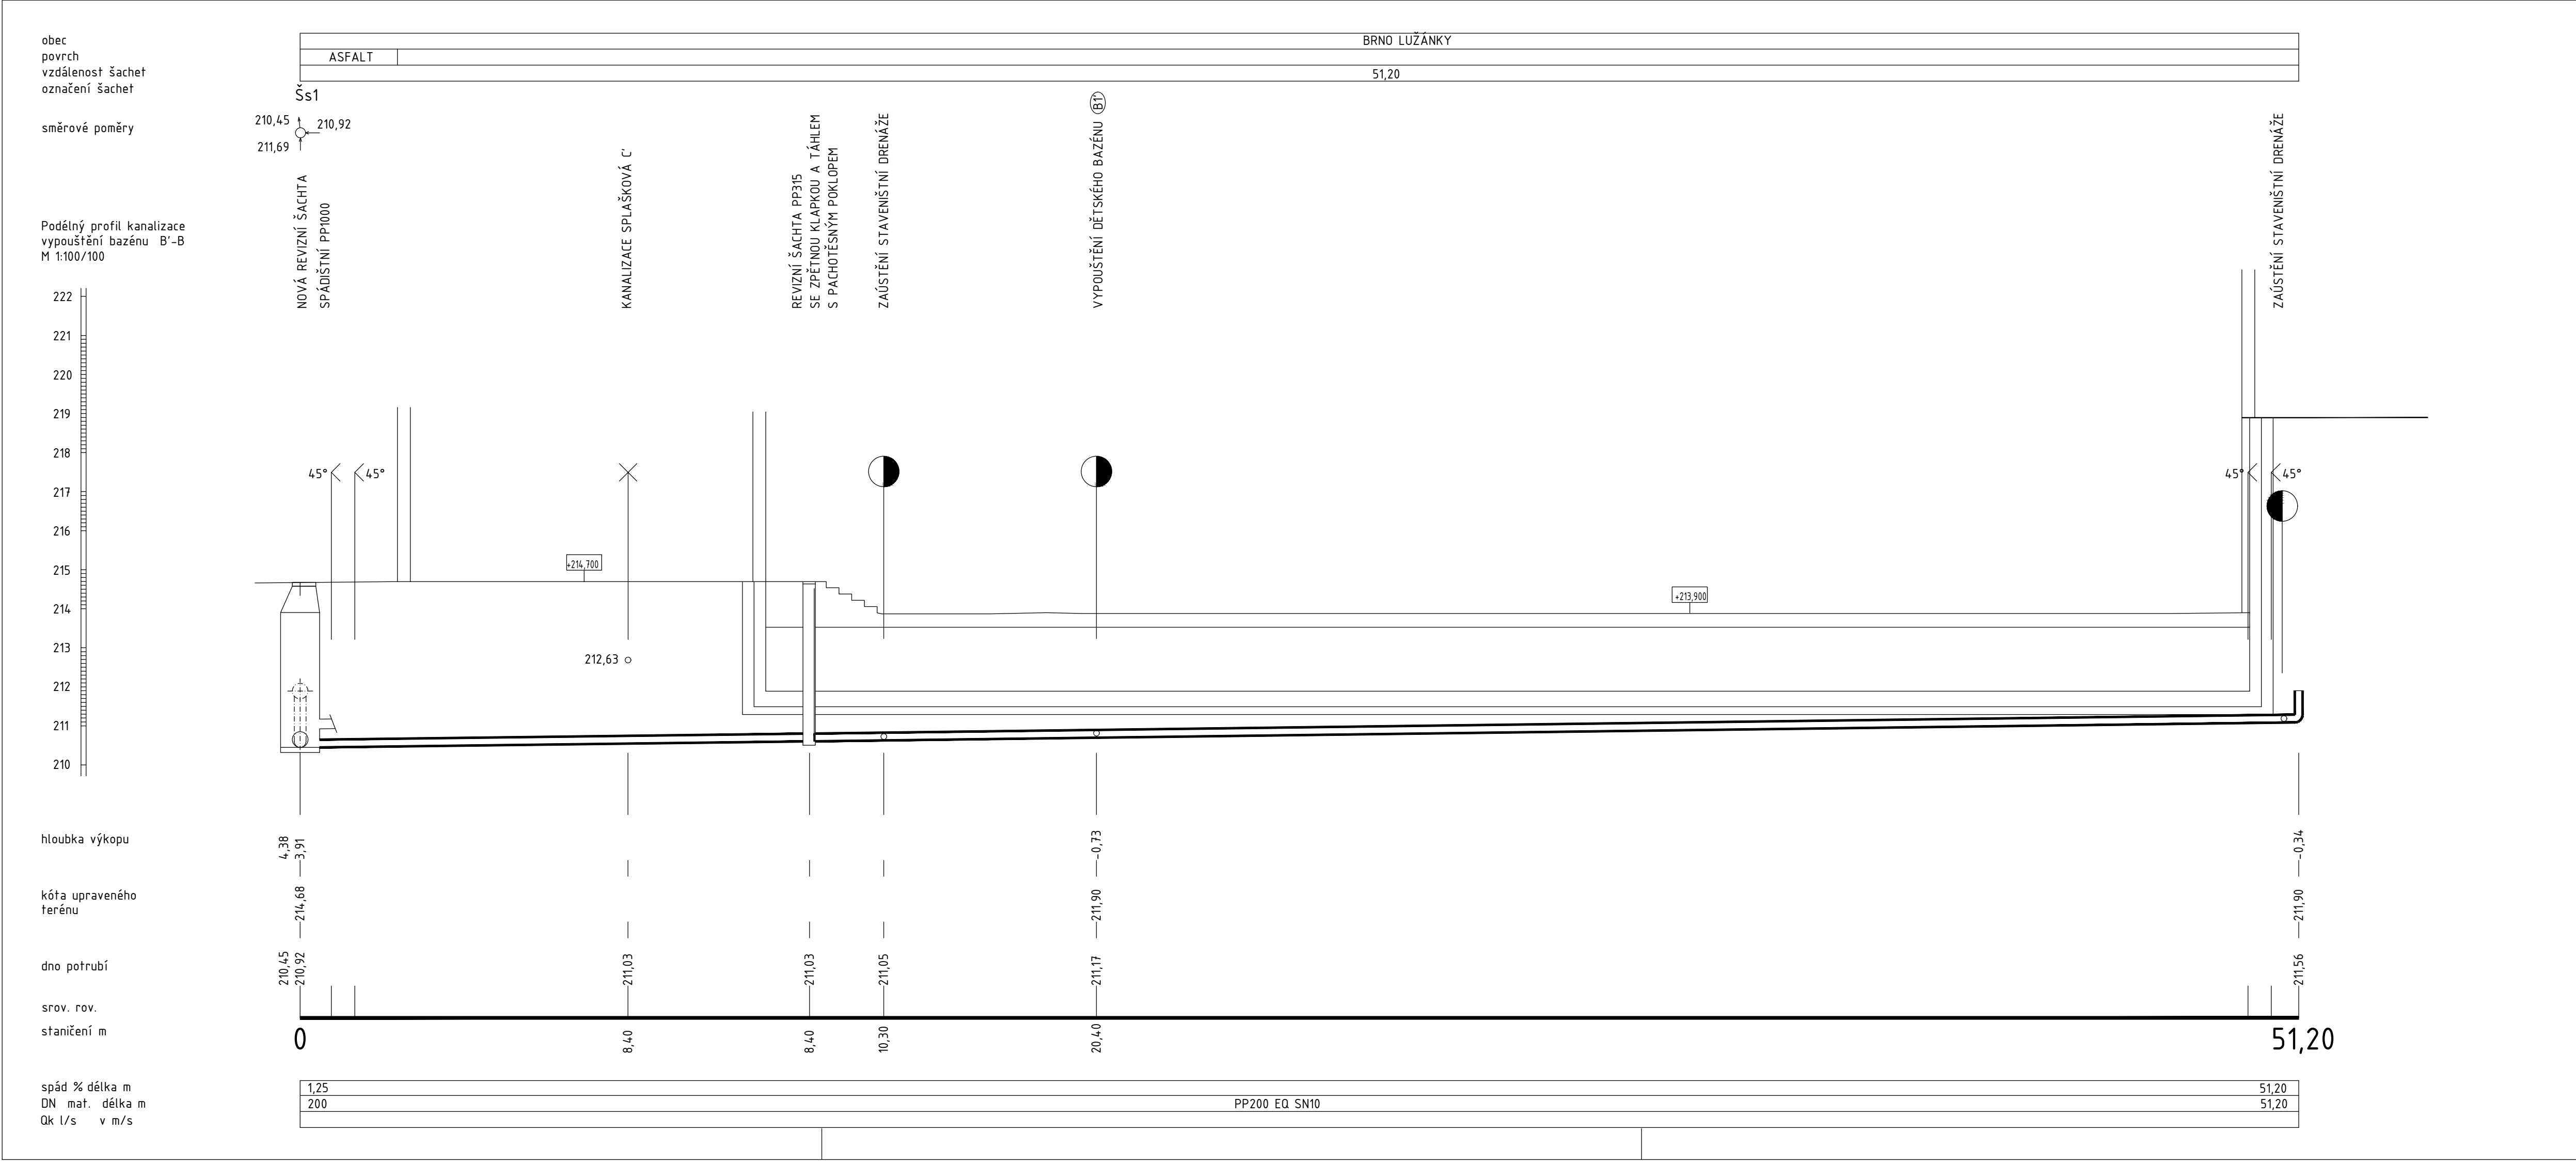 obec
BRNO LUŽÁNKY
povrch
ASFALT
vzdálenost šachet
51,20
označení šachet
Šs1
směrové poměry
210,45
210,92
211,69
NOVÁ REVIZNÍ ŠACHTA
SPÁDIŠTNÍ PP1000
KANALIZACE SPLAŠKOVÁ C'
REVIZNÍ ŠACHTA PP315
SE ZPĚTNOU KLAPKOU A TÁHLEM
S PACHOTĚSNÝM POKLOPEM
ZAÚSTĚNÍ STAVENIŠTNÍ DRENÁŽE
VYPOUŠTĚNÍ DĚTSKÉHO BAZÉNU B1'
ZAÚSTĚNÍ STAVENIŠTNÍ DRENÁŽE
Podélný profil kanalizace
vypouštění bazénu B'-B
M 1:100/100
222
221
220
219
218
217
216
215
214
213
212
211
210
45°
45°
45°
45°
+214,700
+213,900
212,63
hloubka výkopu
4,38
3,91
-0,73
-0,34
kóta upraveného
terénu
214,68
211,90
211,90
dno potrubí
210,45
210,92
211,03
211,03
211,05
211,17
211,56
srov. rov.
staničení m
0
8,40
8,40
10,30
20,40
51,20
spád % délka m
1,25
51,20
DN mat. délka m
200
PP200 EQ SN10
51,20
Qk l/s v m/s